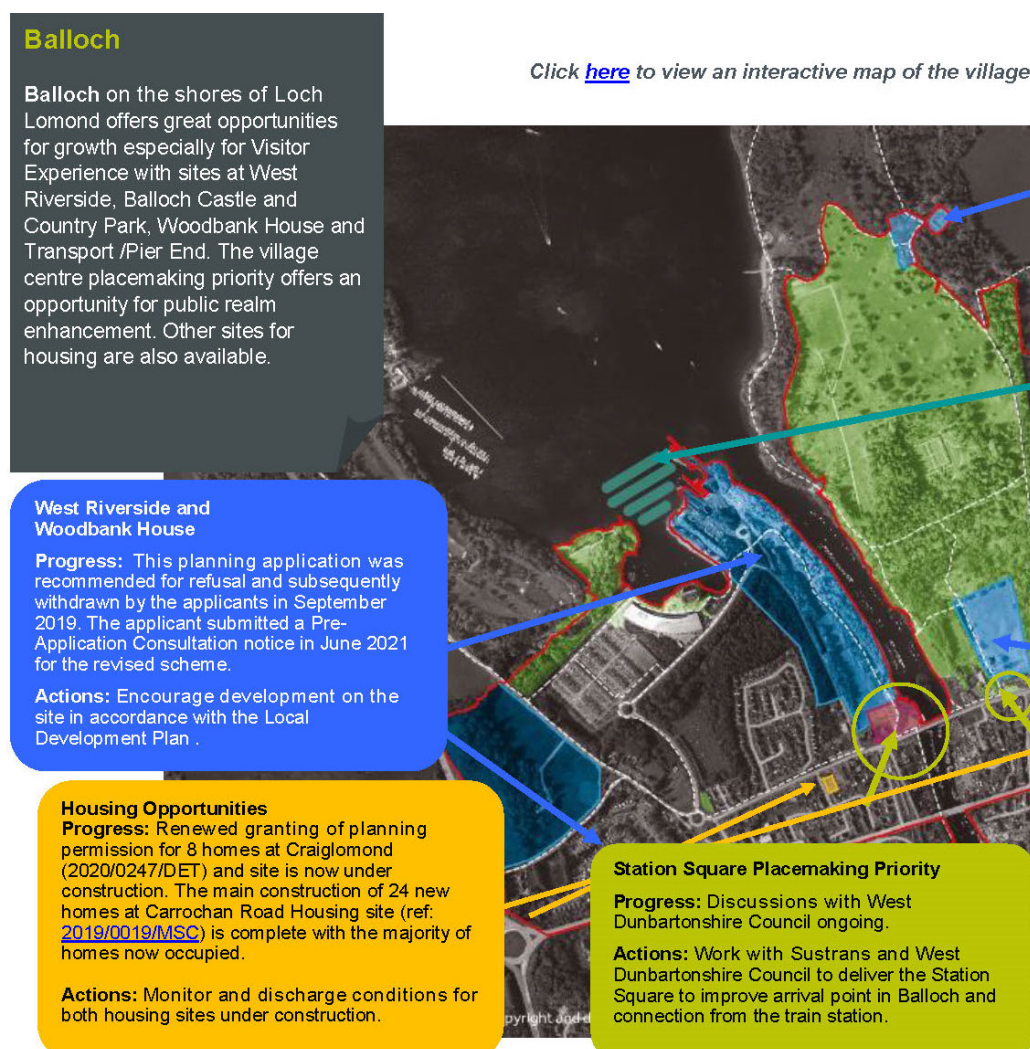 Balloch
Click here to view an interactive map of the village
Balloch on the shores of Loch
Lomond offers great opportunities
for growth especially for Visitor
Experience with sites at West
Riverside, Balloch Castle and
Country Park, Woodbank House and
Transport /Pier End. The village
centre placemaking priority offers an
opportunity for public realm
enhancement. Other sites for
housing are also available.
West Riverside and
Woodbank House
Progress: This planning application was
recommended for refusal and subsequently
withdrawn by the applicants in September
2019. The applicant submitted a Pre-
Application Consultation notice in June 2021
for the revised scheme.
Actions: Encourage development on the
site in accordance with the Local
Development Plan .
Housing Opportunities
Progress: Renewed granting of planning
permission for 8 homes at Craiglomond
(2020/0247/DET) and site is now under
construction. The main construction of 24 new
homes at Carrochan Road Housing site (ref:
2019/0019/MSC) is complete with the majority of
homes now occupied.
Actions: Monitor and discharge conditions for
both housing sites under construction.
Station Square Placemaking Priority
Progress: Discussions with West
Dunbartonshire Council ongoing.
Actions: Work with Sustrans and West
Dunbartonshire Council to deliver the Station
Square to improve arrival point in Balloch and
connection from the train station.
pyright and d